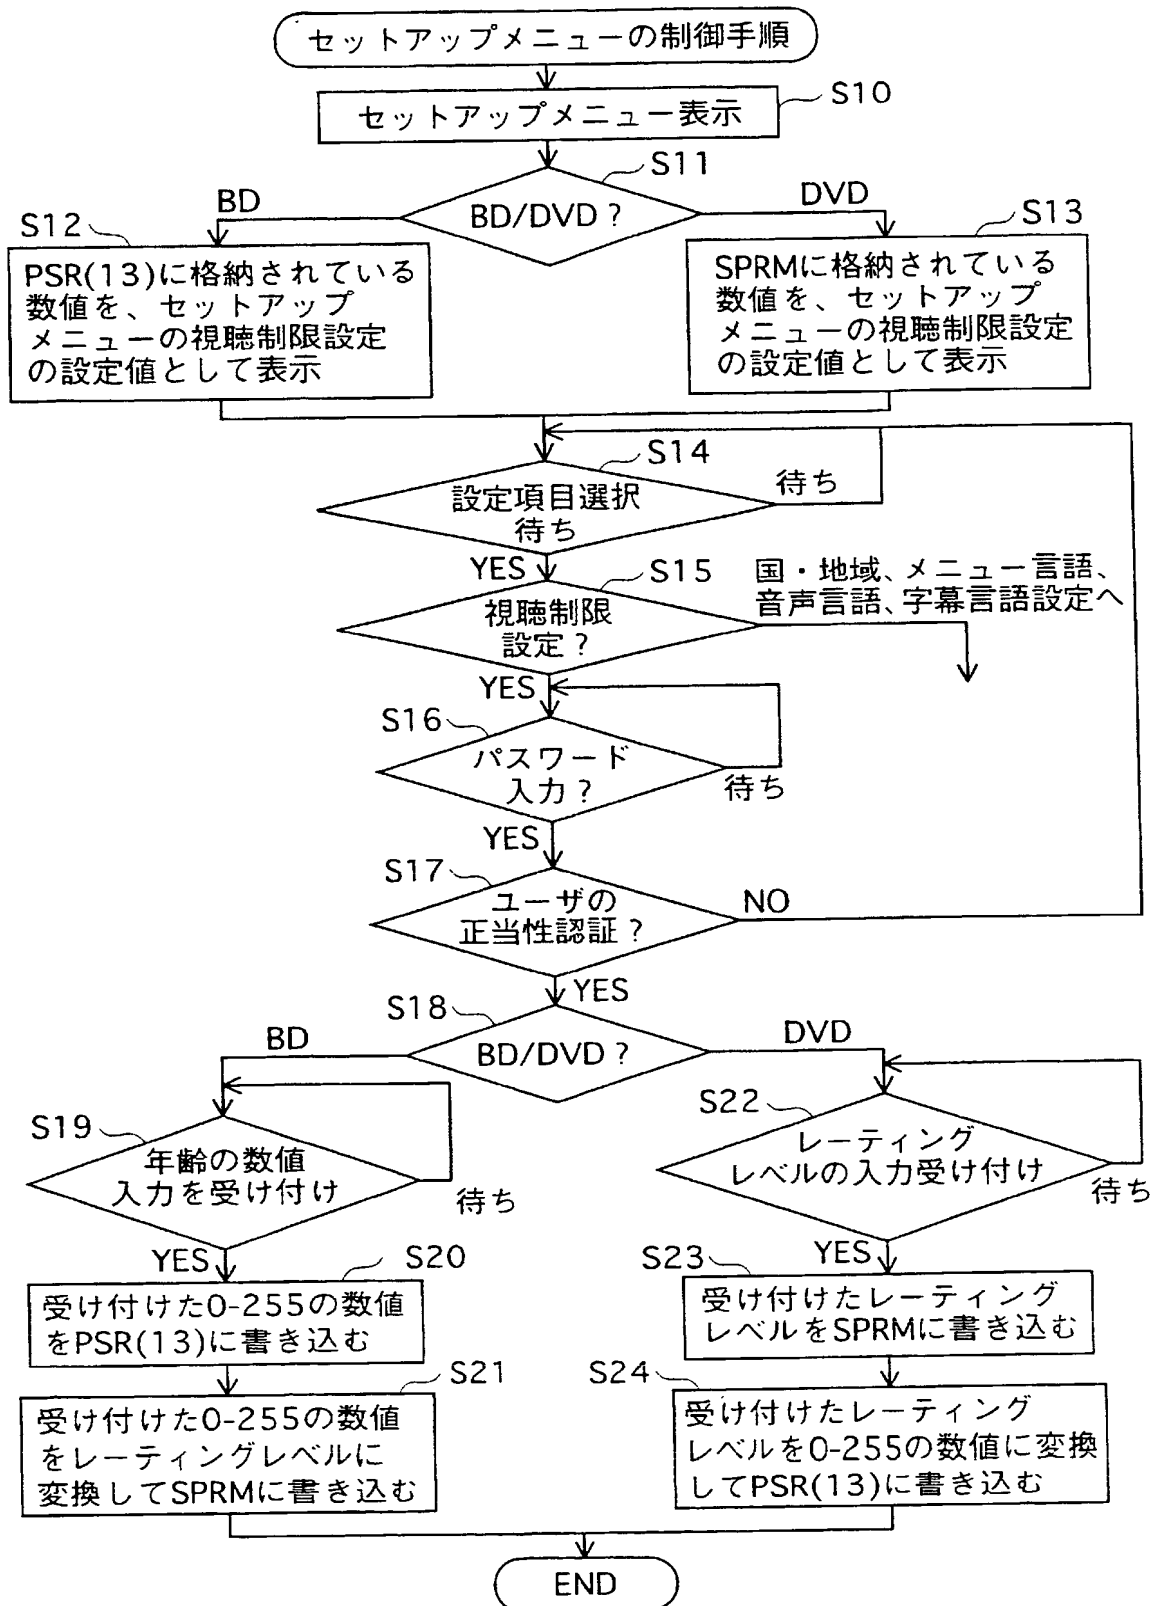 セットアップメニューの制御手順
セットアップメニュー表示
S10
S11
BD/DVD？
BD
DVD
S12
PSR(13)に格納されている
数値を、セットアップ
メニューの視聴制限設定
の設定値として表示
S13
SPRMに格納されている
数値を、セットアップ
メニューの視聴制限設定
の設定値として表示
S14
設定項目選択
待ち
待ち
YES
S15
視聴制限
設定？
国・地域、メニュー言語、
音声言語、字幕言語設定へ
YES
S16
パスワード
入力？
待ち
YES
S17
ユーザの
正当性認証？
NO
YES
S18
BD/DVD？
BD
DVD
S19
年齢の数値
入力を受け付け
待ち
YES
S22
レーティング
レベルの入力受け付け
待ち
YES
S20
受け付けた0-255の数値
をPSR(13)に書き込む
S23
受け付けたレーティング
レベルをSPRMに書き込む
S21
受け付けた0-255の数値
をレーティングレベルに
変換してSPRMに書き込む
S24
受け付けたレーティング
レベルを0-255の数値に変換
してPSR(13)に書き込む
END